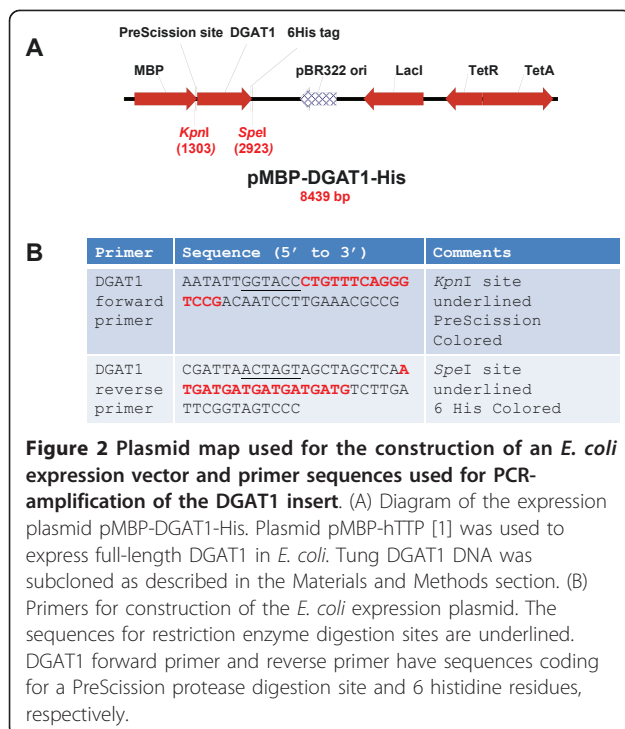 A
PreScission site DGAT1 6His tag
MBP pBR322 ori LacI TetR TetA
KpnI SpeI
(1303) (2923)
pMBP-DGAT1-His
8439 bp
B
Primer Sequence (5' to 3') Comments
DGAT1 AATATTGGTACCCTGTTTCAGGG KpnI site
forward TCCGACAATCCTTGAAACGCCG underlined
primer PreScission
Colored
DGAT1 CGATTAACTAGTAGCTAGCTCAA SpeI site
reverse TGATGATGATGATGATGTCTTGA underlined
primer TTCGGTAGTCCC 6 His Colored
Figure 2 Plasmid map used for the construction of an E. coli
expression vector and primer sequences used for PCR-
amplification of the DGAT1 insert. (A) Diagram of the expression
plasmid pMBP-DGAT1-His. Plasmid pMBP-hTTP [1] was used to
express full-length DGAT1 in E. coli. Tung DGAT1 DNA was
subcloned as described in the Materials and Methods section. (B)
Primers for construction of the E. coli expression plasmid. The
sequences for restriction enzyme digestion sites are underlined.
DGAT1 forward primer and reverse primer have sequences coding
for a PreScission protease digestion site and 6 histidine residues,
respectively.